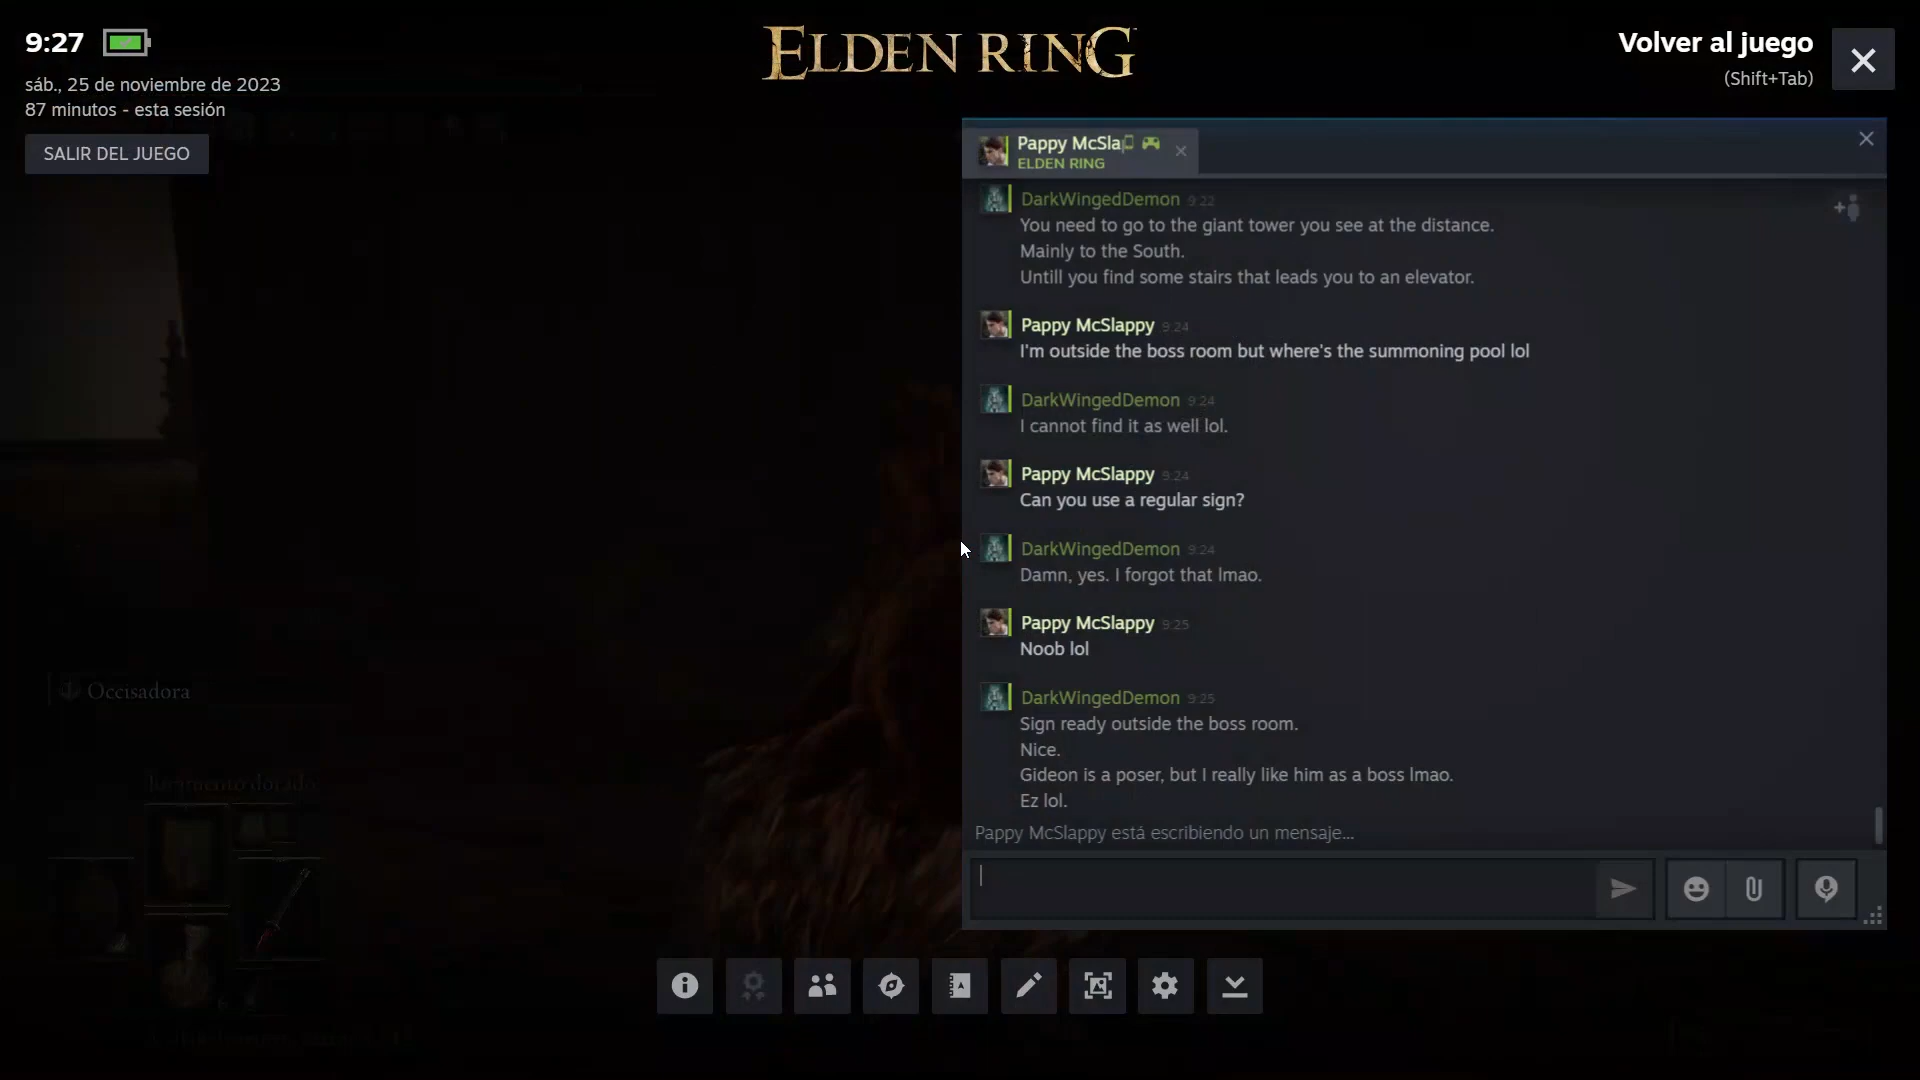 9:27
sáb., 25 de noviembre de 2023
87 minutos - esta sesión
SALIR DEL JUEGO
ELDEN RING
Volver al juego
(Shift+Tab)
Pappy McSla
ELDEN RING
DarkWingedDemon 9:22
You need to go to the giant tower you see at the distance.
Mainly to the South.
Untill you find some stairs that leads you to an elevator.
Pappy McSlappy 9:24
I'm outside the boss room but where's the summoning pool lol
DarkWingedDemon 9:24
I cannot find it as well lol.
Pappy McSlappy 9:24
Can you use a regular sign?
DarkWingedDemon 9:24
Damn, yes. I forgot that lmao.
Pappy McSlappy 9:25
Noob lol
DarkWingedDemon 9:25
Sign ready outside the boss room.
Nice.
Gideon is a poser, but I really like him as a boss lmao.
Ez lol.
Pappy McSlappy está escribiendo un mensaje...
Occisadora
dorado